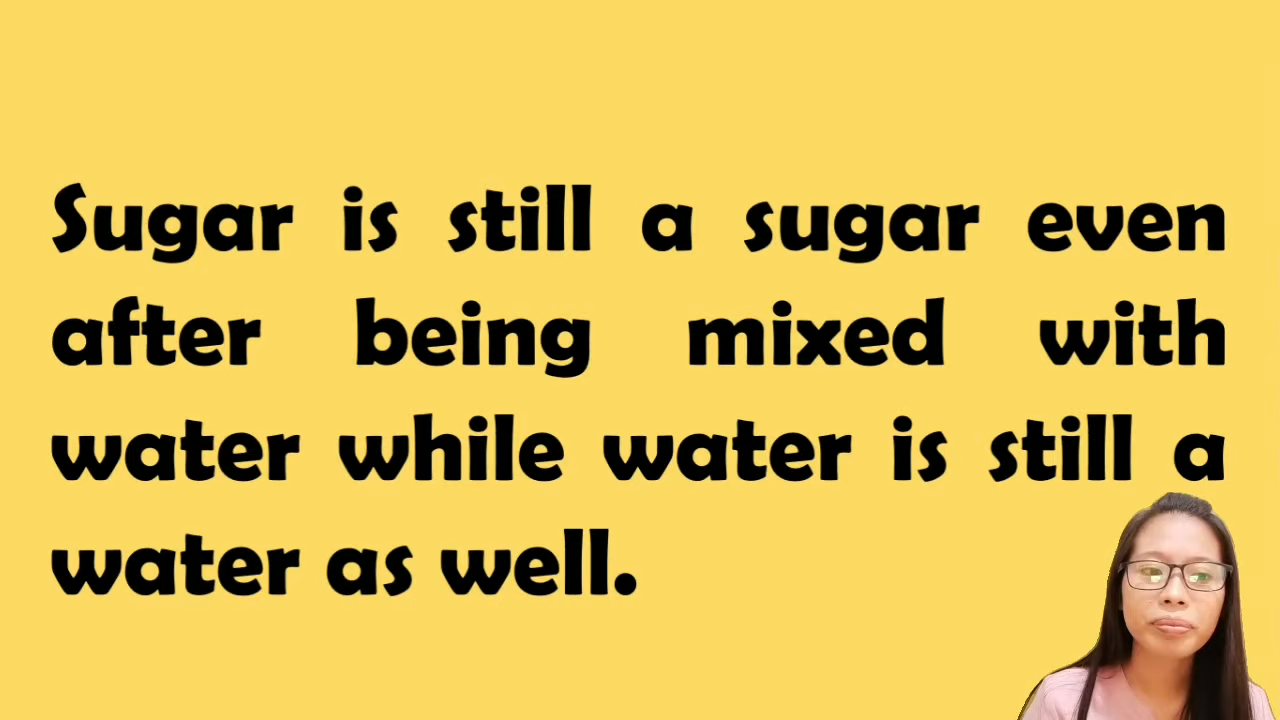 Sugar is still a sugar even
after being mixed with
water while water is still a
water as well.